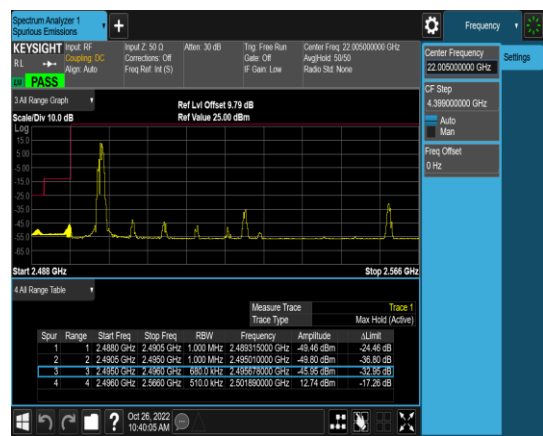 Spectrum Analyzer 1
Spurious Emissions
Frequency
KEYSIGHT
RL
Input: RF
Coupling: DC
Align: Auto
Input Z: 50 Ω
Corrections: Off
Freq Ref: Int (S)
Atten: 30 dB
Trig: Free Run
Gate: Off
IF Gain: Low
Center Freq: 22.005000000 GHz
Avg|Hold: 50/50
Radio Std: None
PASS
Center Frequency
22.005000000 GHz
Settings
CF Step
4.399000000 GHz
Auto
Man
Freq Offset
0 Hz
3 All Range Graph
Scale/Div 10.0 dB
Ref Lvl Offset 9.79 dB
Ref Value 25.00 dBm
Log
15.0
5.00
-5.00
-15.0
-25.0
-35.0
-45.0
-55.0
-65.0
Start 2.488 GHz
Stop 2.566 GHz
4 All Range Table
Measure Trace Trace 1
Trace Type Max Hold (Active)
Spur Range Start Freq Stop Freq RBW Frequency Amplitude ΔLimit
1 1 2.4880 GHz 2.4905 GHz 1.000 MHz 2.489315000 GHz -49.46 dBm -24.46 dB
2 2 2.4905 GHz 2.4950 GHz 1.000 MHz 2.495010000 GHz -49.80 dBm -36.80 dB
3 3 2.4950 GHz 2.4960 GHz 680.0 kHz 2.495678000 GHz -45.95 dBm -32.95 dB
4 4 2.4960 GHz 2.5660 GHz 510.0 kHz 2.501890000 GHz 12.74 dBm -17.26 dB
Oct 26, 2022
10:40:05 AM